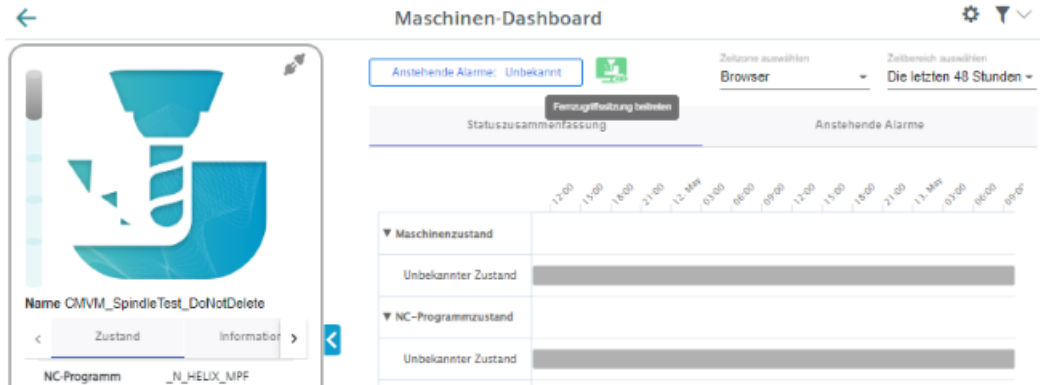 Maschinen-Dashboard
Anstehende Alarme: Unbekannt
Zeitzone auswählen
Browser
Zeitbereich auswählen
Die letzten 48 Stunden
Fernzugriffssitzung beitreten
Statuszusammenfassung
Anstehende Alarme
12:00 15:00 18:00 21:00 12. May 03:00 06:00 09:00 12:00 15:00 18:00 21:00 13. May 03:00 06:00 09:0
Maschinenzustand
Unbekannter Zustand
NC-Programmzustand
Unbekannter Zustand
Name CMVM_SpindleTest_DoNotDelete
Zustand
Information
NC-Programm _N_HELIX_MPF